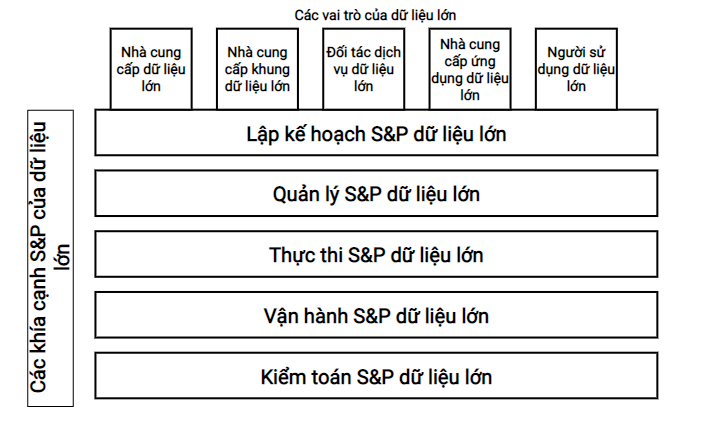 Các vai trò của dữ liệu lớn
Nhà cung
cấp dữ liệu
lớn
Nhà cung
cấp khung
dữ liệu lớn
Đối tác dịch
vụ dữ liệu
lớn
Nhà cung
cấp ứng
dụng dữ liệu
lớn
Người sử
dụng dữ liệu
lớn
Các khía cạnh S&P của dữ liệu
lớn
Lập kế hoạch S&P dữ liệu lớn
Quản lý S&P dữ liệu lớn
Thực thi S&P dữ liệu lớn
Vận hành S&P dữ liệu lớn
Kiểm toán S&P dữ liệu lớn